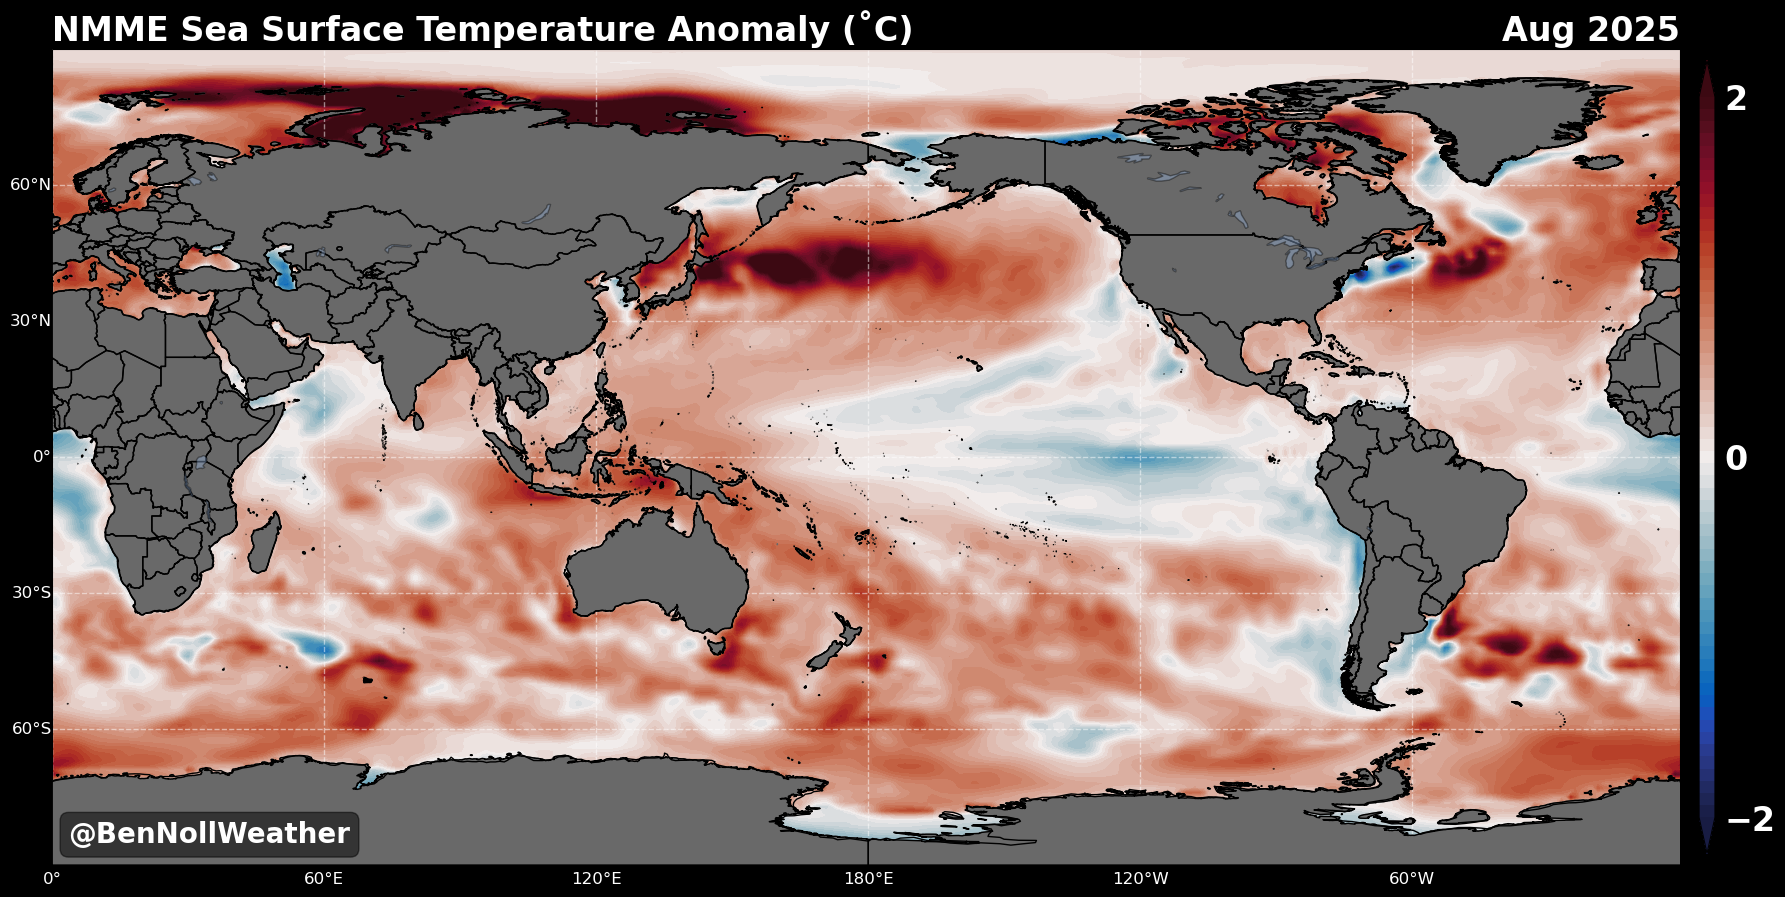 NMME Sea Surface Temperature Anomaly (˚C)
Aug 2025
2
0
−2
60°N
30°N
0°
30°S
60°S
@BenNollWeather
0°
60°E
120°E
180°E
120°W
60°W